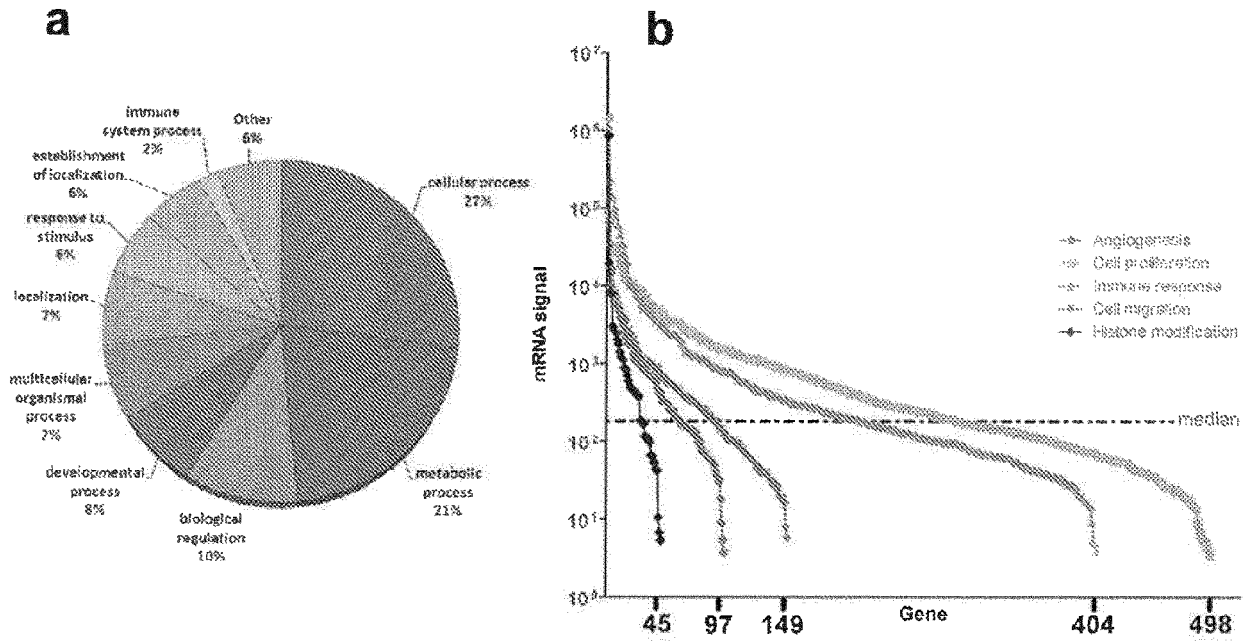 a
immune
system process
2%
Other
6%
establishment
of localization
6%
response to
stimulus
6%
localization
7%
multicellular
organismal
process
7%
developmental
process
8%
biological
regulation
10%
metabolic
process
21%
cellular process
27%
b
mRNA signal
10⁷
10⁶
10⁵
10⁴
10³
10²
10¹
10⁰
Angiogenesis
Cell proliferation
Immune response
Cell migration
Histone modification
median
Gene
45
97
149
404
498